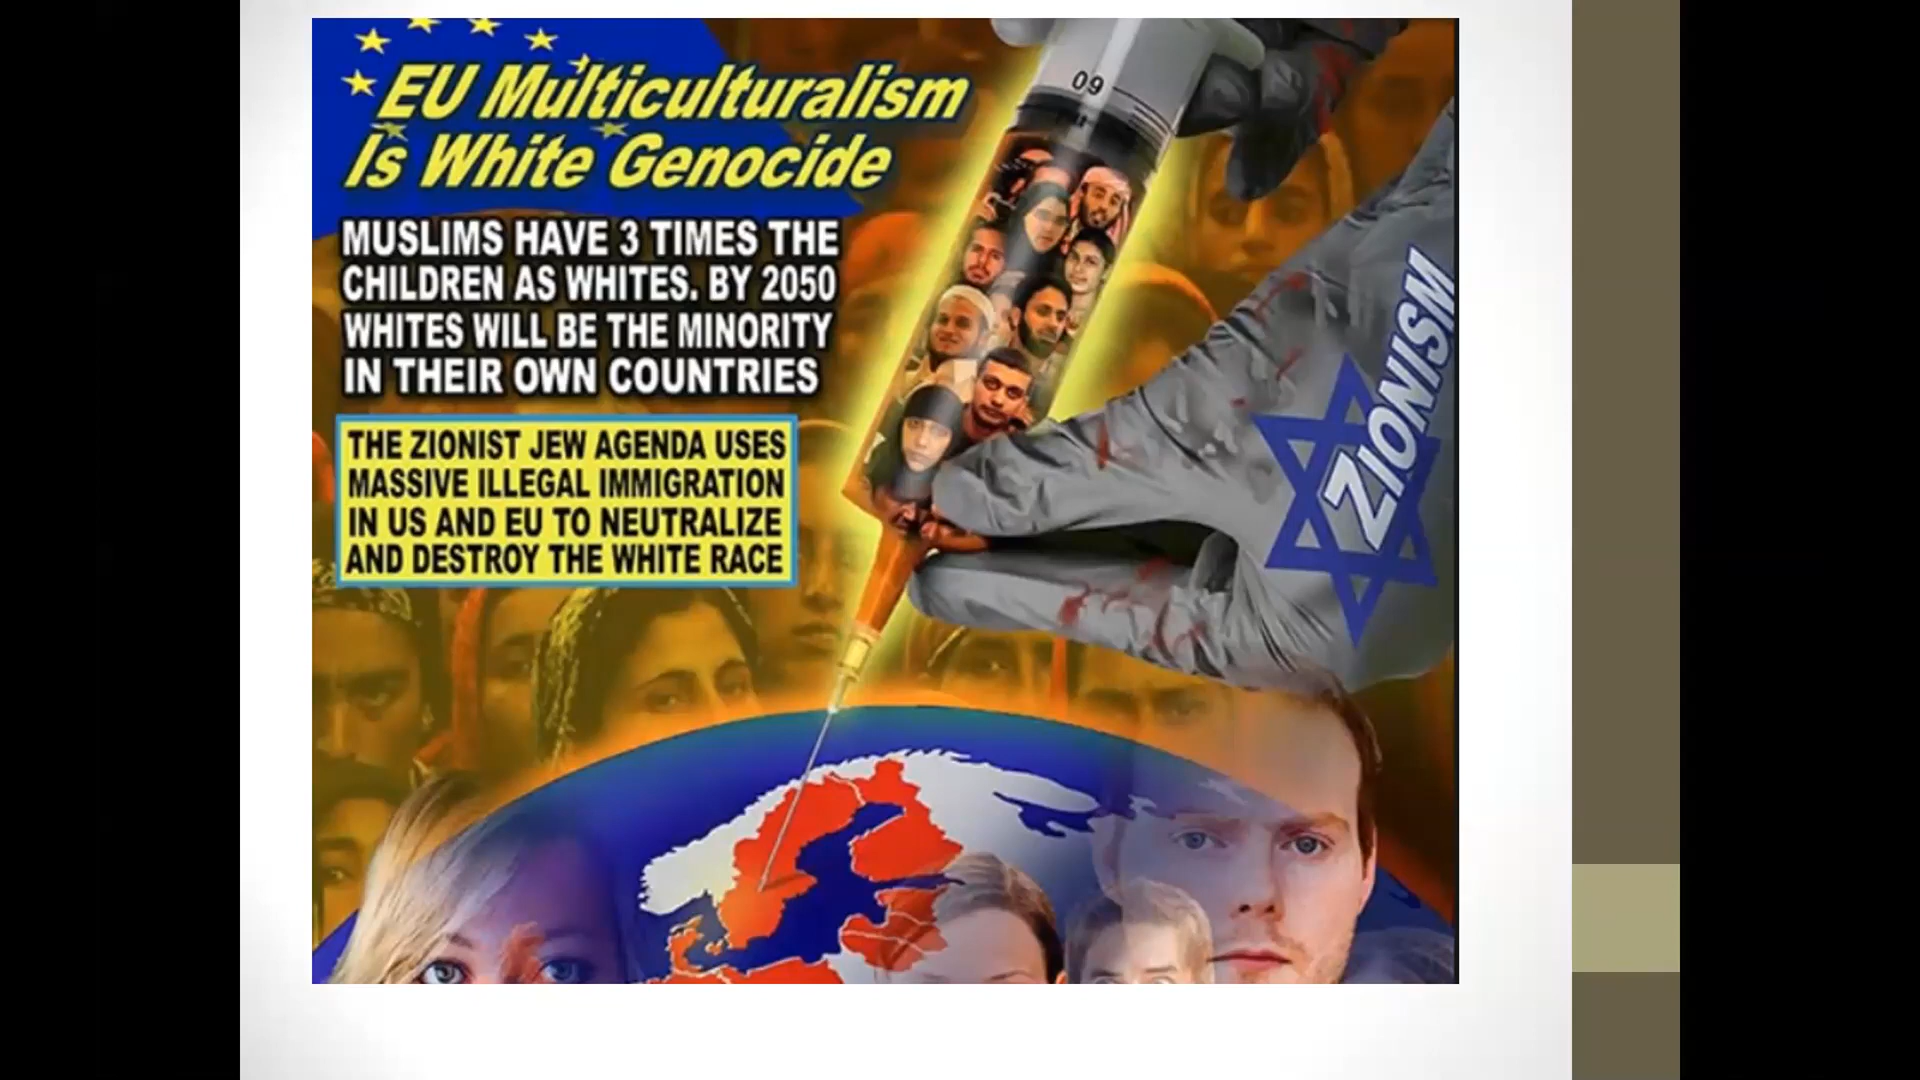 EU Multiculturalism
Is White Genocide
MUSLIMS HAVE 3 TIMES THE
CHILDREN AS WHITES. BY 2050
WHITES WILL BE THE MINORITY
IN THEIR OWN COUNTRIES
THE ZIONIST JEW AGENDA USES
MASSIVE ILLEGAL IMMIGRATION
IN US AND EU TO NEUTRALIZE
AND DESTROY THE WHITE RACE
09
ZIONISM